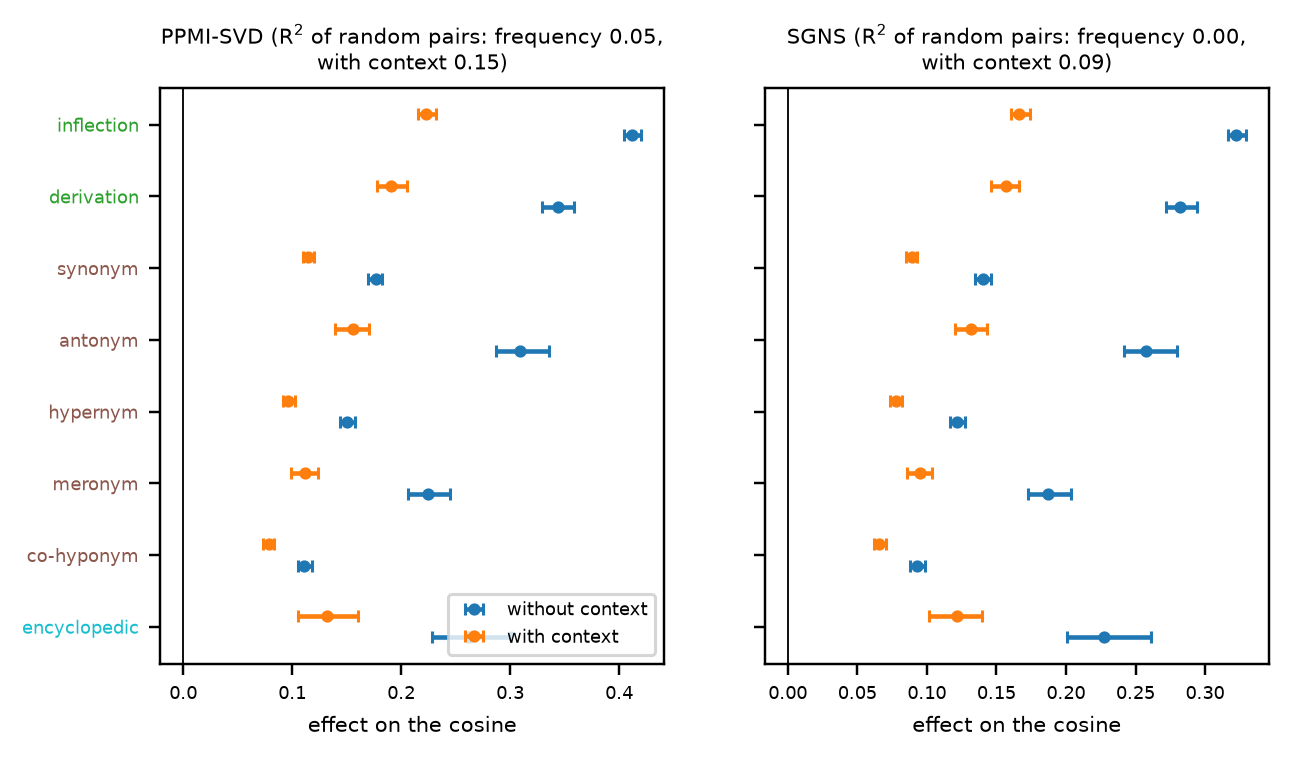 PPMI-SVD (R² of random pairs: frequency 0.05,
with context 0.15)
SGNS (R² of random pairs: frequency 0.00,
with context 0.09)
inflection
derivation
synonym
antonym
hypernym
meronym
co-hyponym
encyclopedic
without context
with context
0.0 0.1 0.2 0.3 0.4
effect on the cosine
0.00 0.05 0.10 0.15 0.20 0.25 0.30
effect on the cosine